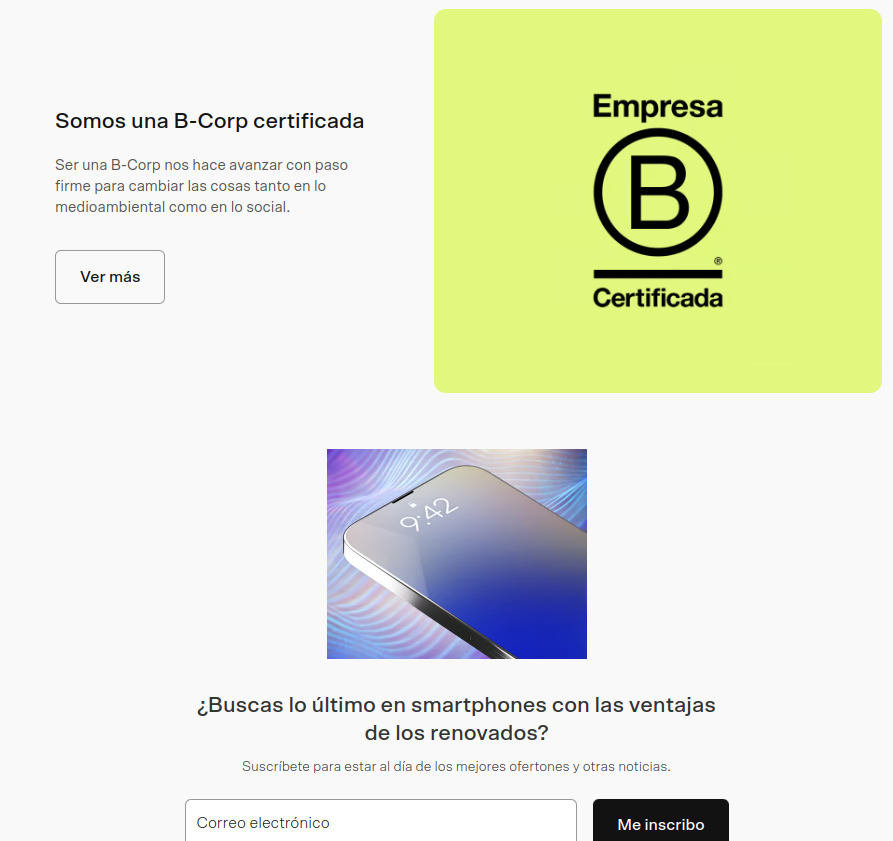 Somos una B-Corp certificada
Ser una B-Corp nos hace avanzar con paso
firme para cambiar las cosas tanto en lo
medioambiental como en lo social.
Ver más
Empresa
B
®
Certificada
9:42
¿Buscas lo último en smartphones con las ventajas
de los renovados?
Suscríbete para estar al día de los mejores ofertones y otras noticias.
Correo electrónico
Me inscribo